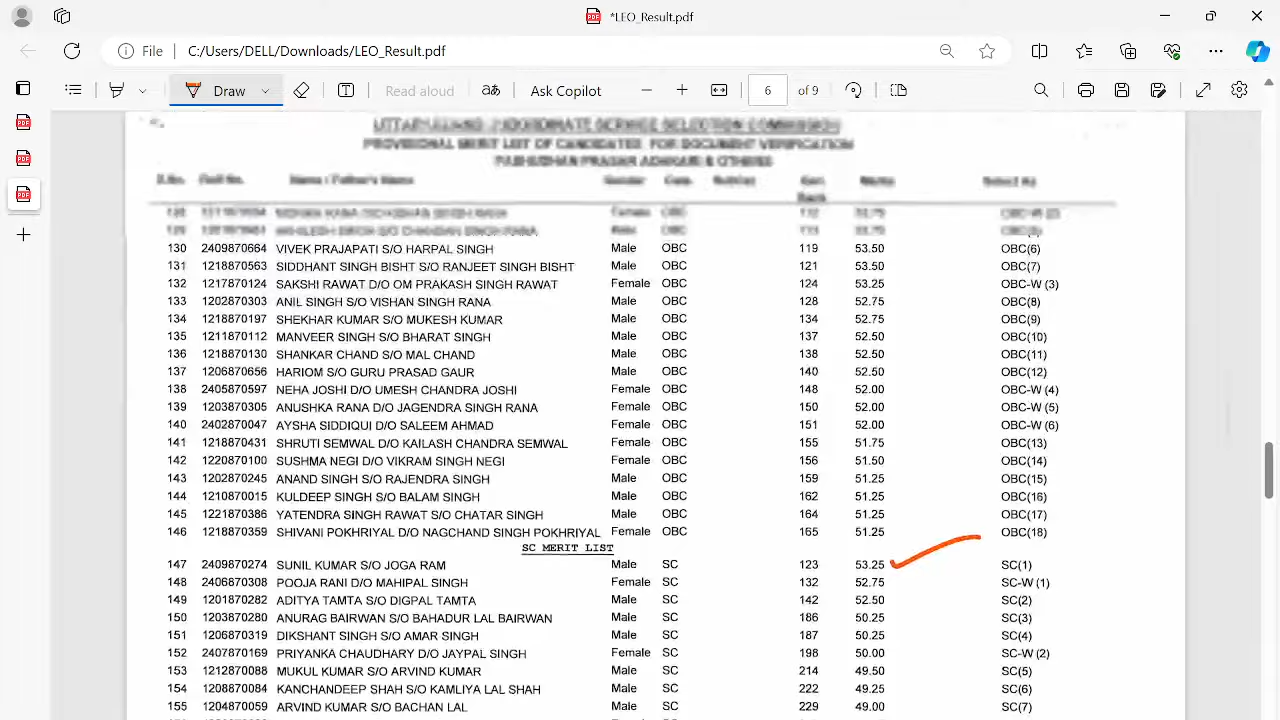 *LEO_Result.pdf
File C:/Users/DELL/Downloads/LEO_Result.pdf
Draw Read aloud aあ Ask Copilot 6 of 9
PROVISIONAL MERIT LIST OF CANDIDATES FOR DOCUMENT VERIFICATION
130 2409870664 VIVEK PRAJAPATI S/O HARPAL SINGH Male OBC 119 53.50 OBC(6)
131 1218870563 SIDDHANT SINGH BISHT S/O RANJEET SINGH BISHT Male OBC 121 53.50 OBC(7)
132 1217870124 SAKSHI RAWAT D/O OM PRAKASH SINGH RAWAT Female OBC 124 53.25 OBC-W (3)
133 1202870303 ANIL SINGH S/O VISHAN SINGH RANA Male OBC 128 52.75 OBC(8)
134 1218870197 SHEKHAR KUMAR S/O MUKESH KUMAR Male OBC 134 52.75 OBC(9)
135 1211870112 MANVEER SINGH S/O BHARAT SINGH Male OBC 137 52.50 OBC(10)
136 1218870130 SHANKAR CHAND S/O MAL CHAND Male OBC 138 52.50 OBC(11)
137 1206870656 HARIOM S/O GURU PRASAD GAUR Male OBC 140 52.50 OBC(12)
138 2405870597 NEHA JOSHI D/O UMESH CHANDRA JOSHI Female OBC 148 52.00 OBC-W (4)
139 1203870305 ANUSHKA RANA D/O JAGENDRA SINGH RANA Female OBC 150 52.00 OBC-W (5)
140 2402870047 AYSHA SIDDIQUI D/O SALEEM AHMAD Female OBC 151 52.00 OBC-W (6)
141 1218870431 SHRUTI SEMWAL D/O KAILASH CHANDRA SEMWAL Female OBC 155 51.75 OBC(13)
142 1220870100 SUSHMA NEGI D/O VIKRAM SINGH NEGI Female OBC 156 51.50 OBC(14)
143 1202870245 ANAND SINGH S/O RAJENDRA SINGH Male OBC 159 51.25 OBC(15)
144 1210870015 KULDEEP SINGH S/O BALAM SINGH Male OBC 162 51.25 OBC(16)
145 1221870386 YATENDRA SINGH RAWAT S/O CHATAR SINGH Male OBC 164 51.25 OBC(17)
146 1218870359 SHIVANI POKHRIYAL D/O NAGCHAND SINGH POKHRIYAL Female OBC 165 51.25 OBC(18)
SC MERIT LIST
147 2409870274 SUNIL KUMAR S/O JOGA RAM Male SC 123 53.25 SC(1)
148 2406870308 POOJA RANI D/O MAHIPAL SINGH Female SC 132 52.75 SC-W (1)
149 1201870282 ADITYA TAMTA S/O DIGPAL TAMTA Male SC 142 52.50 SC(2)
150 1203870280 ANURAG BAIRWAN S/O BAHADUR LAL BAIRWAN Male SC 186 50.25 SC(3)
151 1206870319 DIKSHANT SINGH S/O AMAR SINGH Male SC 187 50.25 SC(4)
152 2407870169 PRIYANKA CHAUDHARY D/O JAYPAL SINGH Female SC 198 50.00 SC-W (2)
153 1212870088 MUKUL KUMAR S/O ARVIND KUMAR Male SC 214 49.50 SC(5)
154 1208870084 KANCHANDEEP SHAH S/O KAMLIYA LAL SHAH Male SC 222 49.25 SC(6)
155 1204870059 ARVIND KUMAR S/O BACHAN LAL Male SC 229 49.00 SC(7)